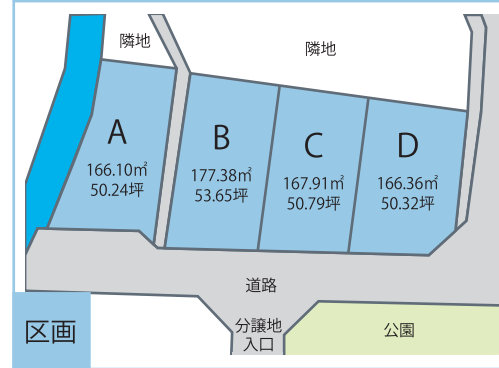 隣地
隣地
A
166.10㎡
50.24坪
B
177.38㎡
53.65坪
C
167.91㎡
50.79坪
D
166.36㎡
50.32坪
道路
分譲地
入口
公園
区画